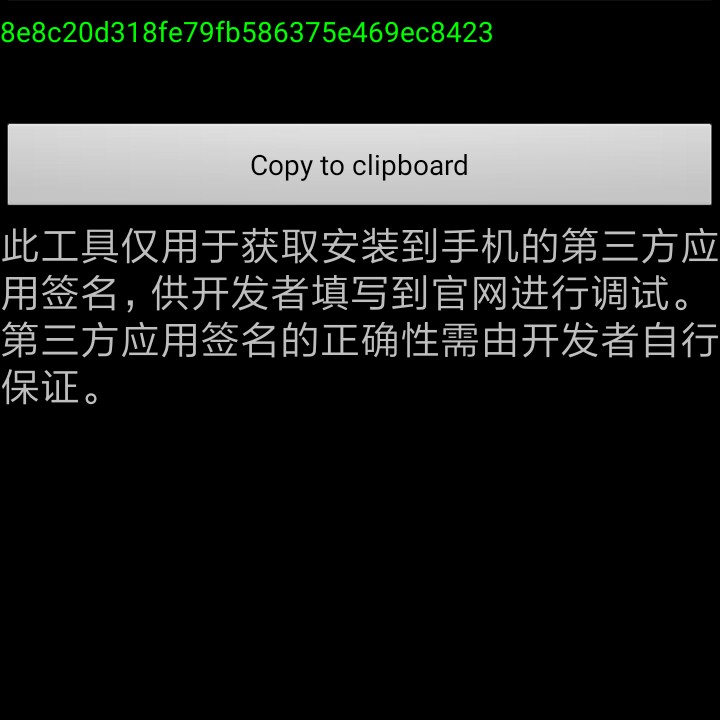 8e8c20d318fe79fb586375e469ec8423
Copy to clipboard
此工具仅用于获取安装到手机的第三方应
用签名，供开发者填写到官网进行调试。
第三方应用签名的正确性需由开发者自行
保证。